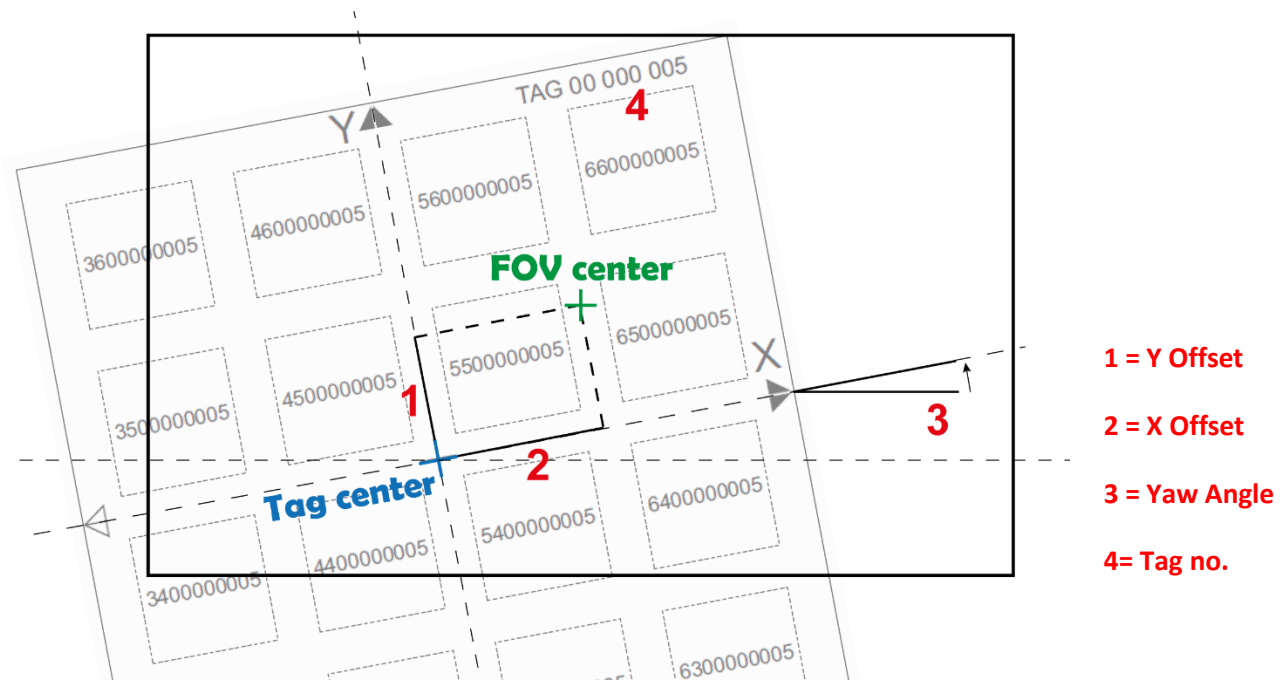 TAG 00 000 005
4
Y
6600000005
5600000005
4600000005
3600000005
FOV center
6500000005
5500000005
4500000005
3500000005
X
1
2
3
Tag center
6400000005
5400000005
4400000005
3400000005
6300000005
1 = Y Offset
2 = X Offset
3 = Yaw Angle
4= Tag no.